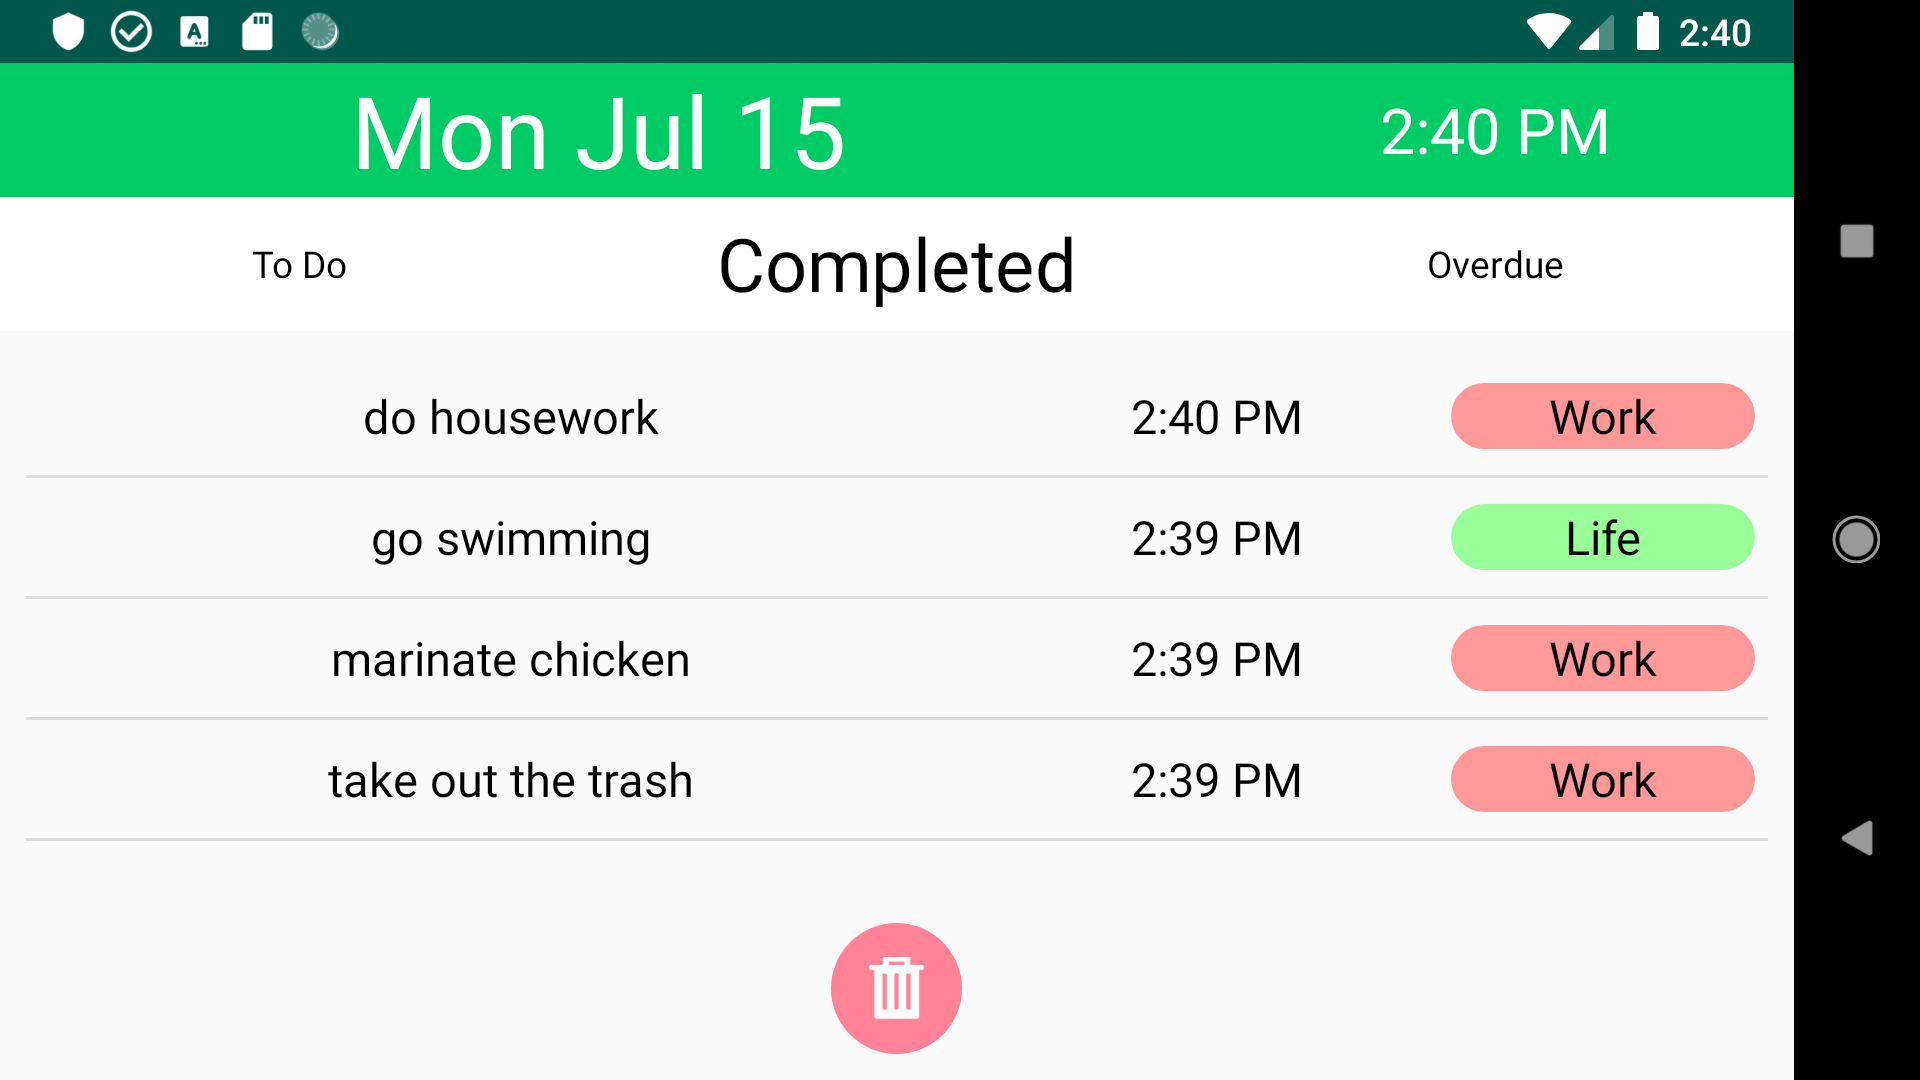 2:40
Mon Jul 15 2:40 PM
To Do Completed Overdue
do housework 2:40 PM Work
go swimming 2:39 PM Life
marinate chicken 2:39 PM Work
take out the trash 2:39 PM Work